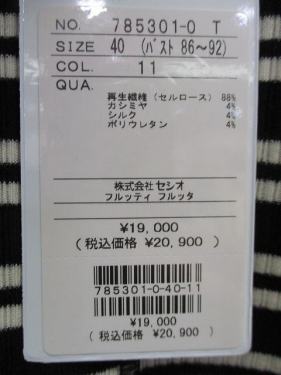 NO. 785301-0 T
SIZE 40 (バスト 86〜92)
COL. 11
QUA.
再生繊維 (セルロース) 88%
カシミヤ 4%
シルク 4%
ポリウレタン 4%
株式会社セシオ
フルッティ フルッタ
¥19,000
(税込価格 ¥20,900)
785301-0-40-11
¥19,000
(税込価格 ¥20,900)